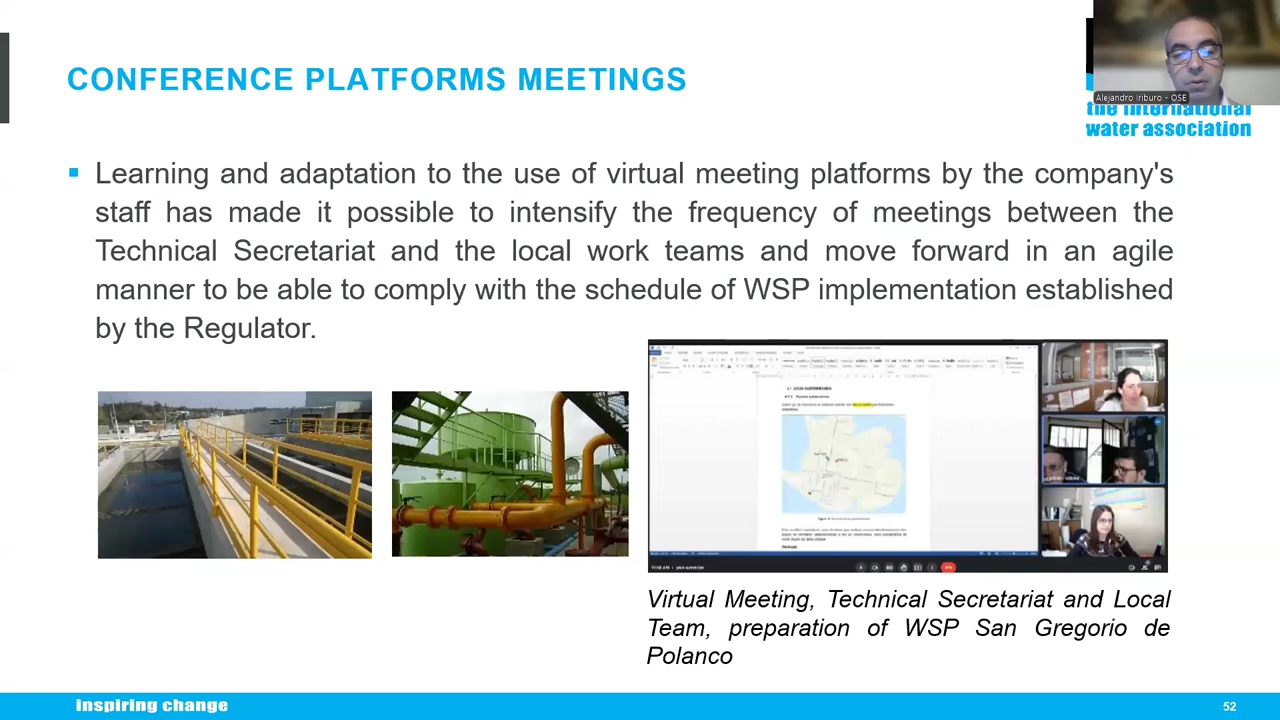 Alejandro Iriburo - OSE
CONFERENCE PLATFORMS MEETINGS
the international
water association
▪ Learning and adaptation to the use of virtual meeting platforms by the company's
staff has made it possible to intensify the frequency of meetings between the
Technical Secretariat and the local work teams and move forward in an agile
manner to be able to comply with the schedule of WSP implementation established
by the Regulator.
Virtual Meeting, Technical Secretariat and Local
Team, preparation of WSP San Gregorio de
Polanco
inspiring change
52